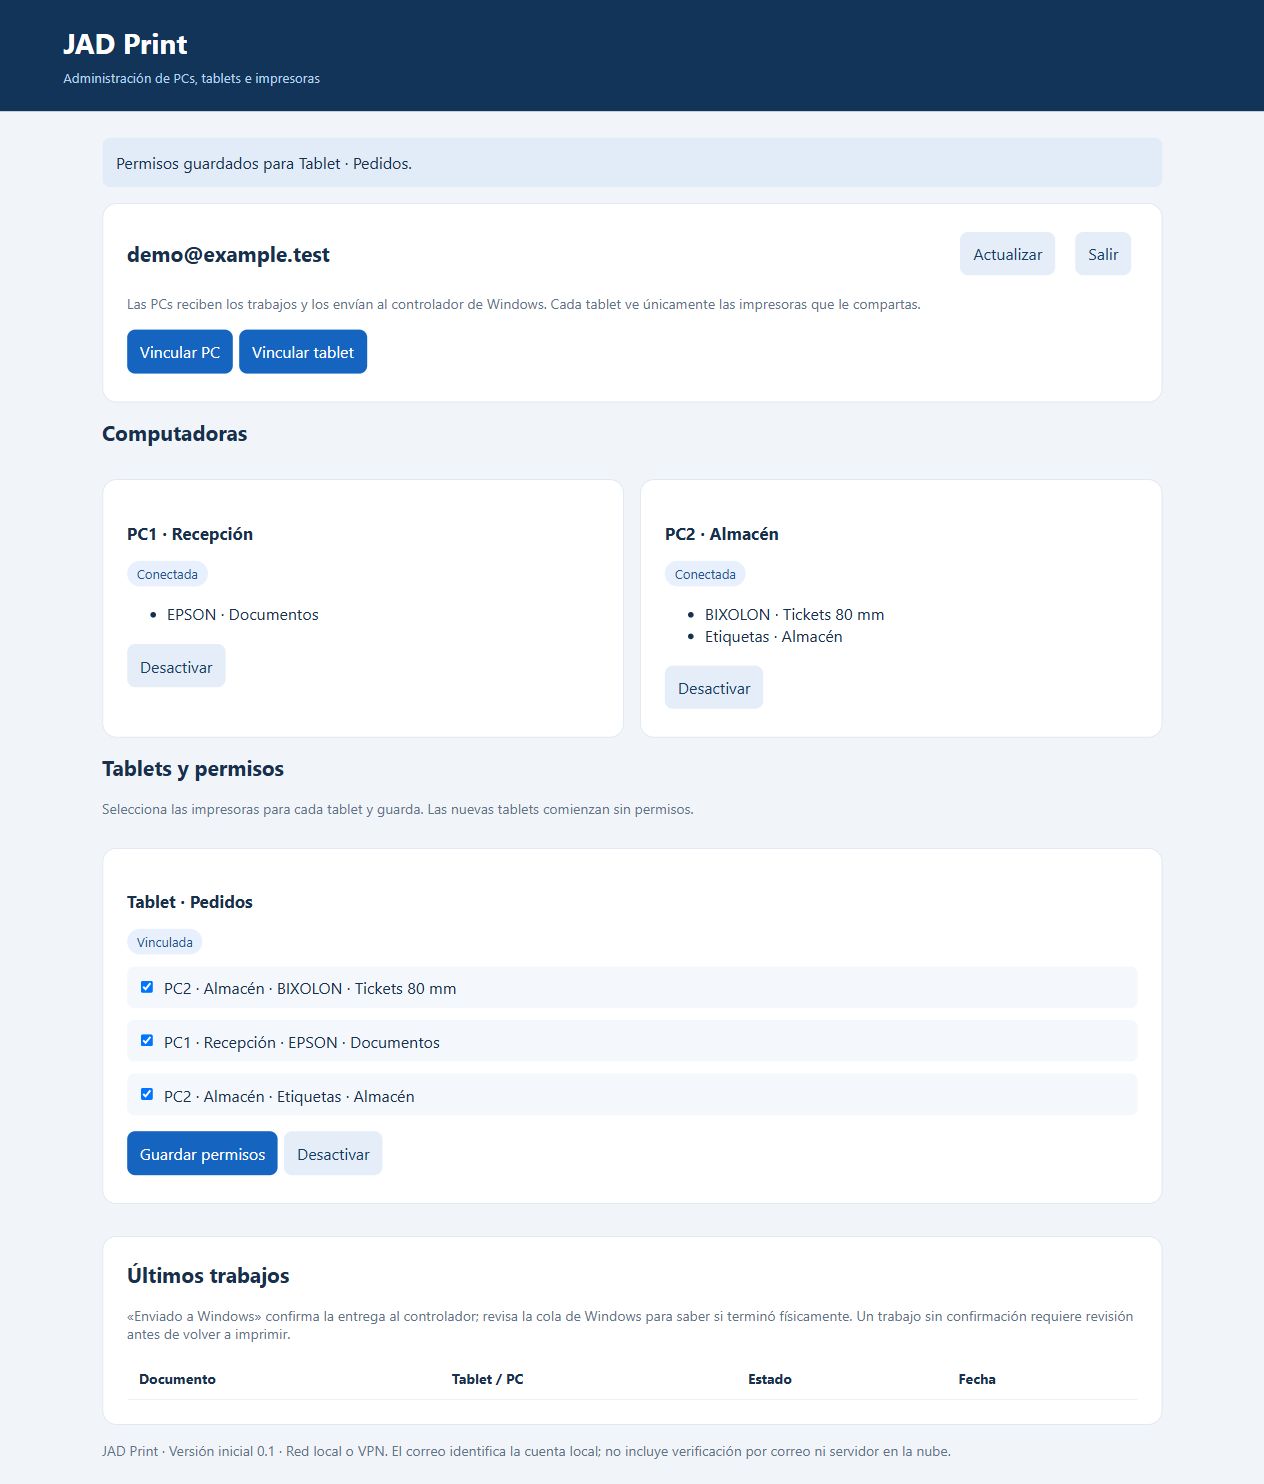 JAD Print
Administración de PCs, tablets e impresoras
Permisos guardados para Tablet · Pedidos.
demo@example.test
Actualizar
Salir
Las PCs reciben los trabajos y los envían al controlador de Windows. Cada tablet ve únicamente las impresoras que le compartas.
Vincular PC
Vincular tablet
Computadoras
PC1 · Recepción
Conectada
• EPSON · Documentos
Desactivar
PC2 · Almacén
Conectada
• BIXOLON · Tickets 80 mm
• Etiquetas · Almacén
Desactivar
Tablets y permisos
Selecciona las impresoras para cada tablet y guarda. Las nuevas tablets comienzan sin permisos.
Tablet · Pedidos
Vinculada
PC2 · Almacén · BIXOLON · Tickets 80 mm
PC1 · Recepción · EPSON · Documentos
PC2 · Almacén · Etiquetas · Almacén
Guardar permisos
Desactivar
Últimos trabajos
«Enviado a Windows» confirma la entrega al controlador; revisa la cola de Windows para saber si terminó físicamente. Un trabajo sin confirmación requiere revisión
antes de volver a imprimir.
Documento
Tablet / PC
Estado
Fecha
JAD Print · Versión inicial 0.1 · Red local o VPN. El correo identifica la cuenta local; no incluye verificación por correo ni servidor en la nube.